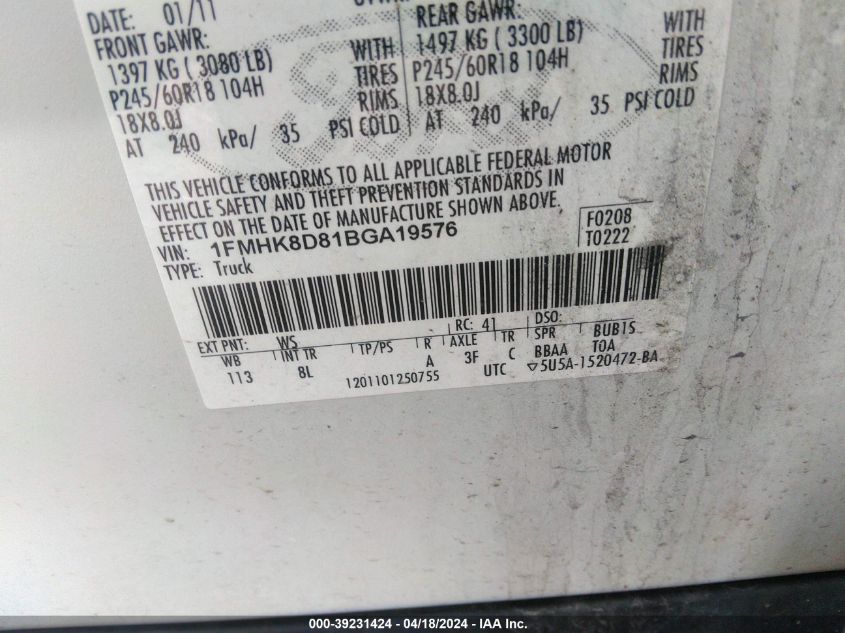 DATE: 01/11
FRONT GAWR:
1397 KG ( 3080 LB) WITH
P245/60R18 104H TIRES
18X8.0J RIMS
AT 240 kPa/ 35 PSI COLD
REAR GAWR:
1497 KG ( 3300 LB) WITH
P245/60R18 104H TIRES
18X8.0J RIMS
AT 240 kPa/ 35 PSI COLD
THIS VEHICLE CONFORMS TO ALL APPLICABLE FEDERAL MOTOR
VEHICLE SAFETY AND THEFT PREVENTION STANDARDS IN
EFFECT ON THE DATE OF MANUFACTURE SHOWN ABOVE.
VIN: 1FMHK8D81BGA19576
TYPE: Truck
F0208
T0222
EXT PNT: WS RC: 41 DSO:
WB INT TR TP/PS R AXLE TR SPR BUBIS
113 8L A 3F C BBAA TOA
1201101250755 UTC ▽5U5A-1520472-BA
000-39231424 / 04/18/2024 - IAA Inc.